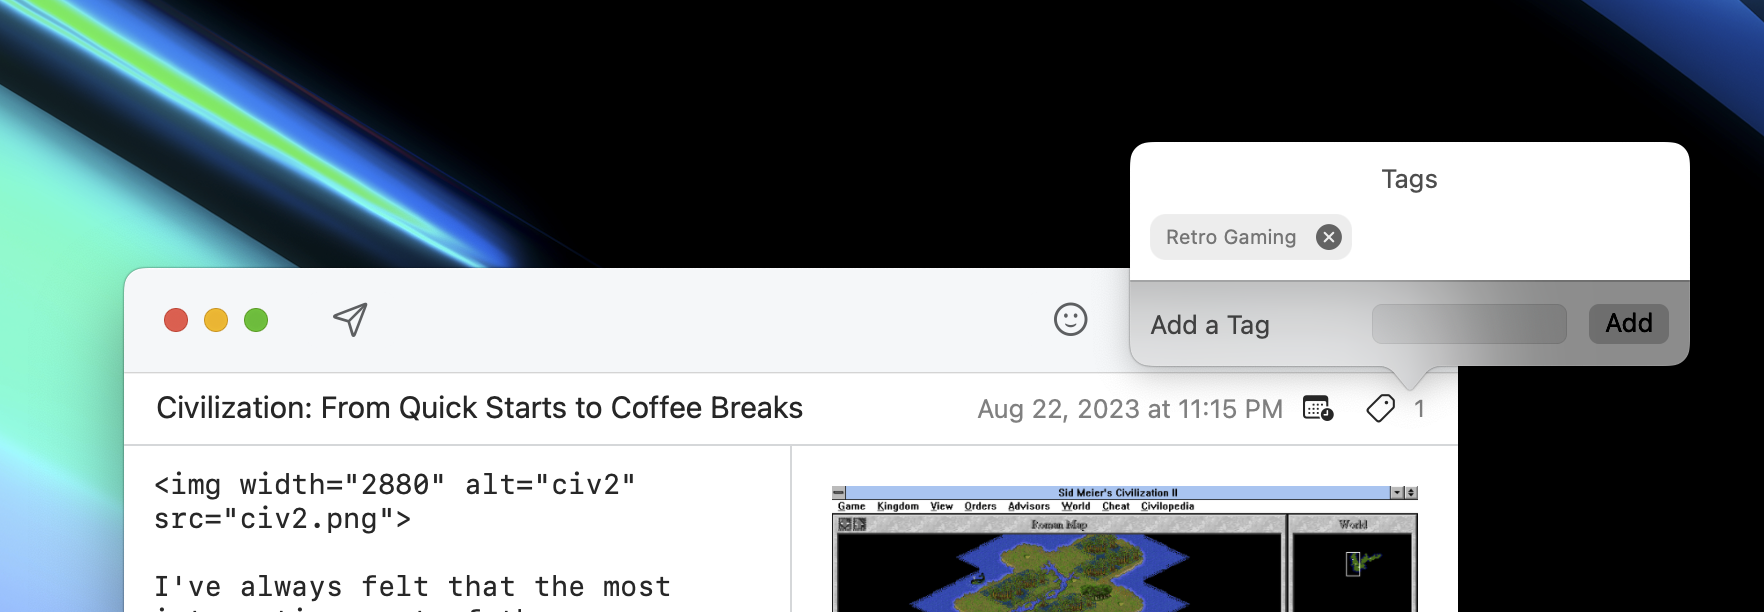 Tags
Retro Gaming
Add a Tag
Add
Civilization: From Quick Starts to Coffee Breaks
Aug 22, 2023 at 11:15 PM
1
<img width="2880" alt="civ2"
src="civ2.png">
I've always felt that the most
Sid Meier's Civilization II
Game Kingdom View Orders Advisors World Cheat Civilopedia
Roman Map
World